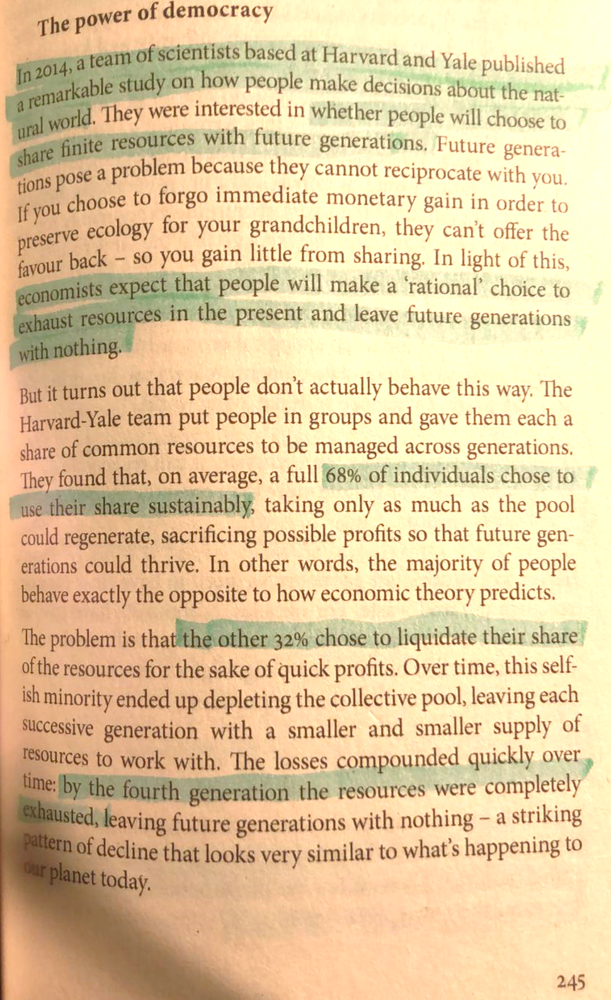 The power of democracy
In 2014, a team of scientists based at Harvard and Yale published
a remarkable study on how people make decisions about the nat-
ural world. They were interested in whether people will choose to
share finite resources with future generations. Future genera-
tions pose a problem because they cannot reciprocate with you.
If you choose to forgo immediate monetary gain in order to
preserve ecology for your grandchildren, they can't offer the
favour back – so you gain little from sharing. In light of this,
economists expect that people will make a ‘rational’ choice to
exhaust resources in the present and leave future generations
with nothing.
But it turns out that people don't actually behave this way. The
Harvard-Yale team put people in groups and gave them each a
share of common resources to be managed across generations.
They found that, on average, a full 68% of individuals chose to
use their share sustainably, taking only as much as the pool
could regenerate, sacrificing possible profits so that future gen-
erations could thrive. In other words, the majority of people
behave exactly the opposite to how economic theory predicts.
The problem is that the other 32% chose to liquidate their share
of the resources for the sake of quick profits. Over time, this self-
ish minority ended up depleting the collective pool, leaving each
successive generation with a smaller and smaller supply of
resources to work with. The losses compounded quickly over
time: by the fourth generation the resources were completely
exhausted, leaving future generations with nothing – a striking
pattern of decline that looks very similar to what's happening to
our planet today.
245